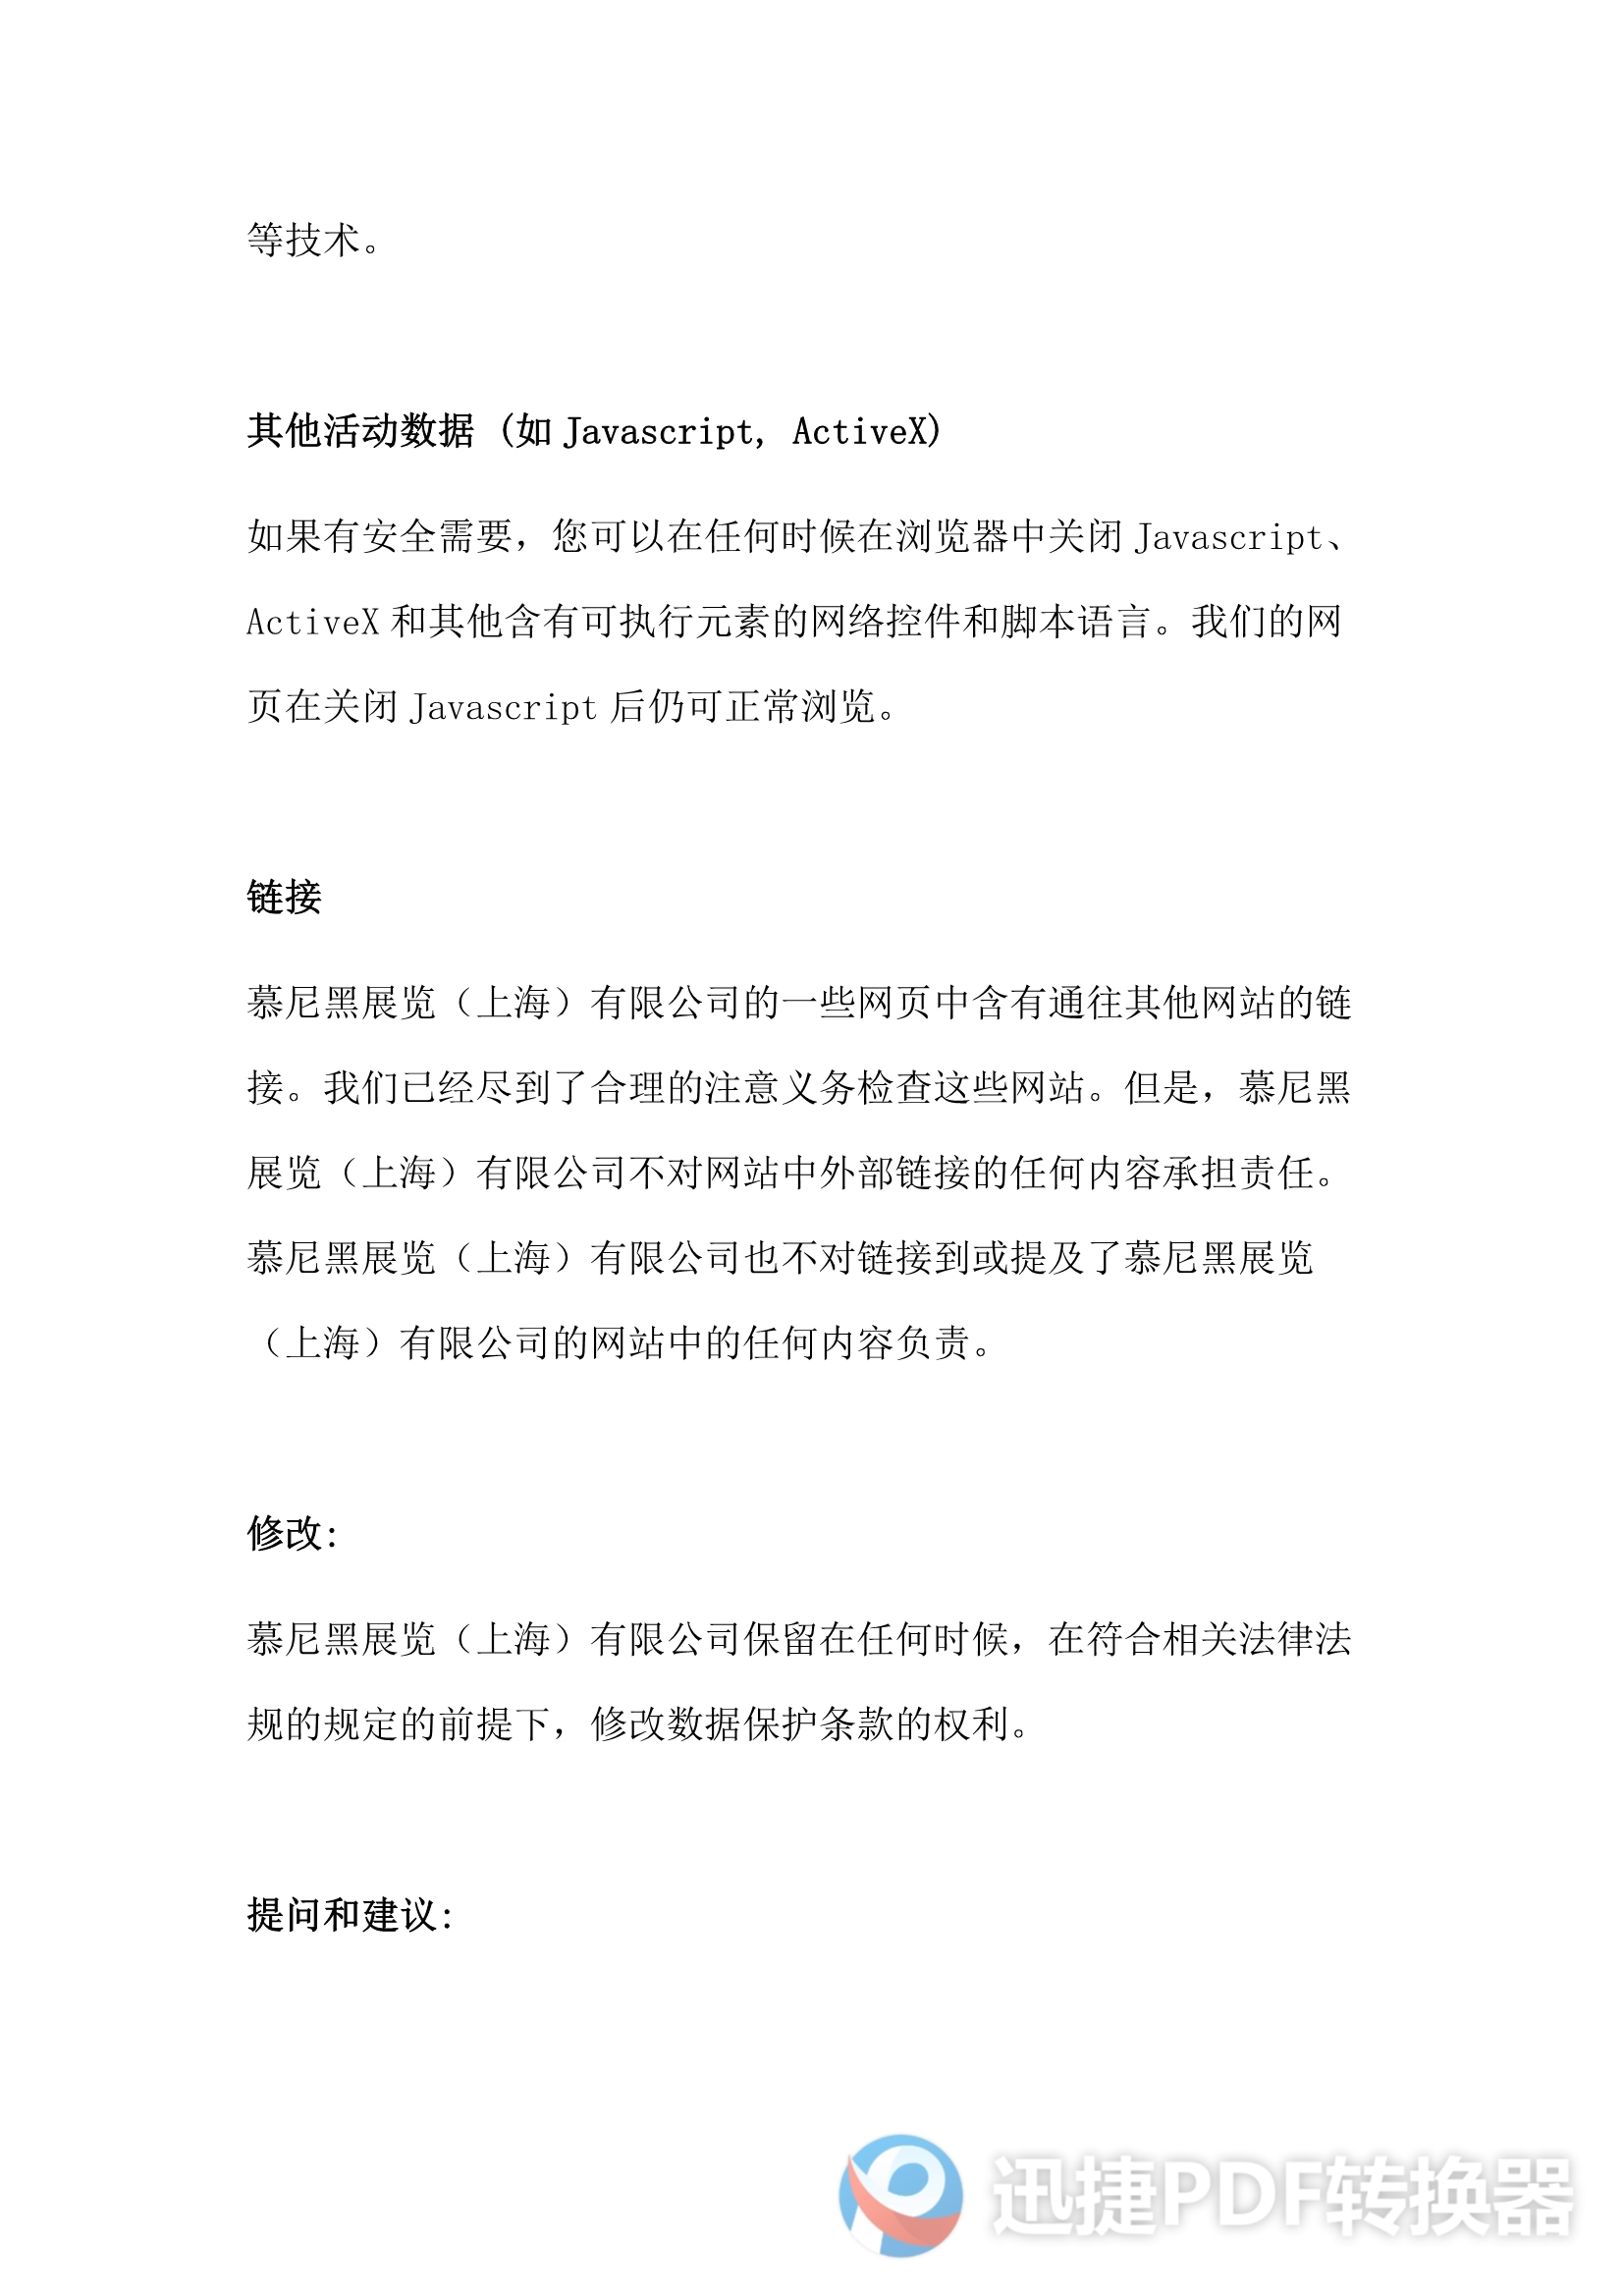 等技术。
其他活动数据 (如 Javascript, ActiveX)
如果有安全需要，您可以在任何时候在浏览器中关闭 Javascript、
ActiveX 和其他含有可执行元素的网络控件和脚本语言。我们的网
页在关闭 Javascript 后仍可正常浏览。
链接
慕尼黑展览（上海）有限公司的一些网页中含有通往其他网站的链
接。我们已经尽到了合理的注意义务检查这些网站。但是，慕尼黑
展览（上海）有限公司不对网站中外部链接的任何内容承担责任。
慕尼黑展览（上海）有限公司也不对链接到或提及了慕尼黑展览
（上海）有限公司的网站中的任何内容负责。
修改:
慕尼黑展览（上海）有限公司保留在任何时候，在符合相关法律法
规的规定的前提下，修改数据保护条款的权利。
提问和建议:
迅捷PDF转换器